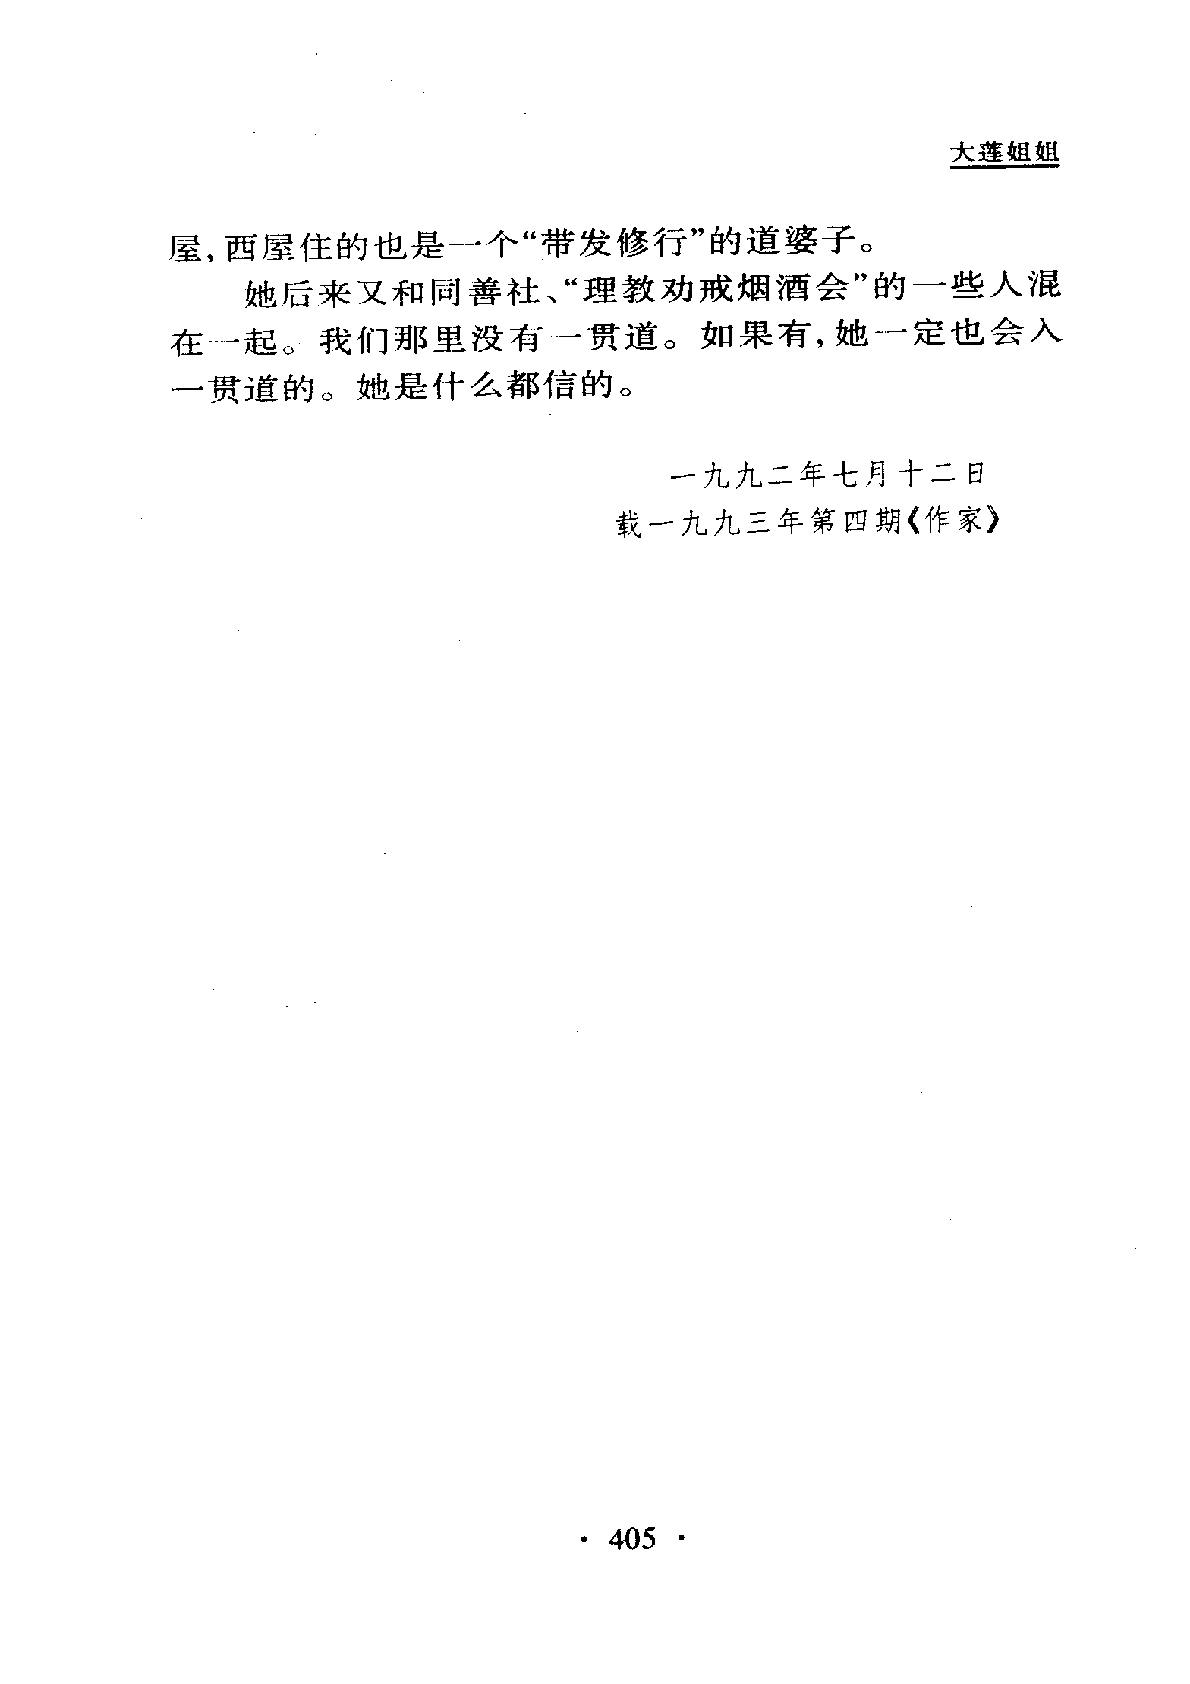 大莲姐姐
屋,西屋住的也是一个“带发修行”的道婆子。
她后来又和同善社、“理教劝戒烟酒会”的一些人混
在一起。我们那里没有一贯道。如果有,她一定也会入
一贯道的。她是什么都信的。
一九九二年七月十二日
载一九九三年第四期《作家》
· 405 ·